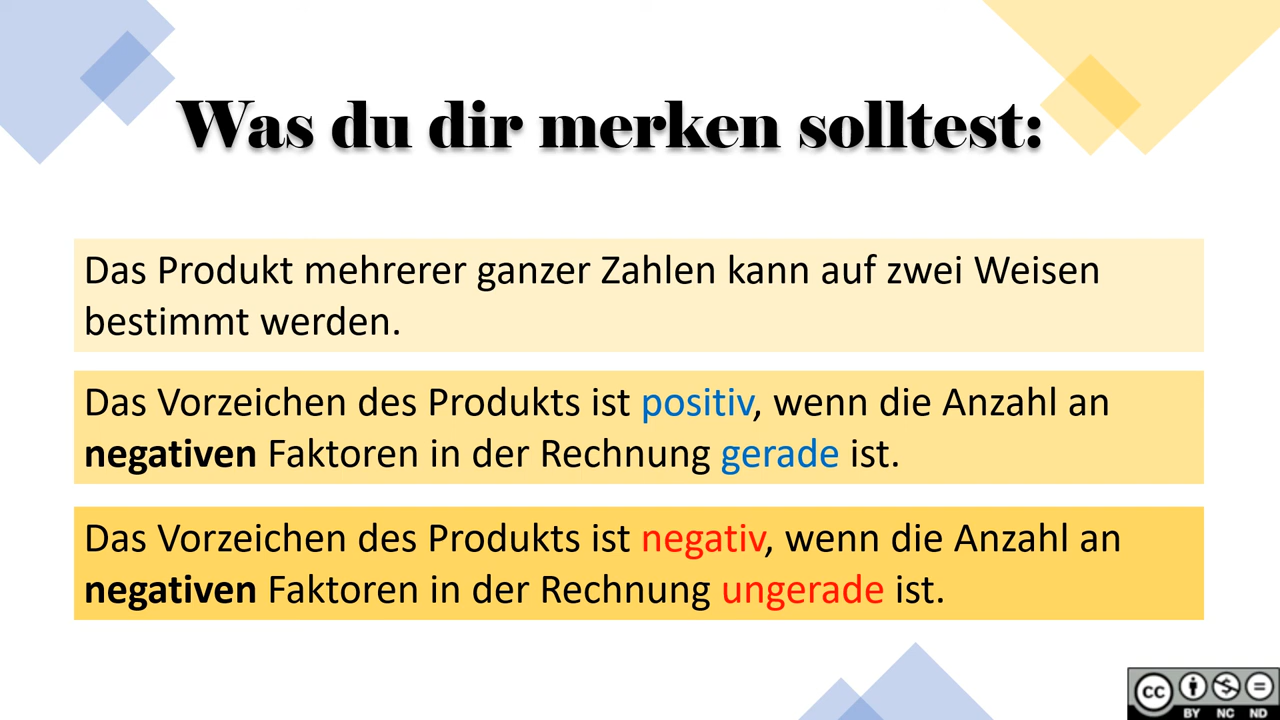 Was du dir merken solltest:
Das Produkt mehrerer ganzer Zahlen kann auf zwei Weisen
bestimmt werden.
Das Vorzeichen des Produkts ist positiv, wenn die Anzahl an
negativen Faktoren in der Rechnung gerade ist.
Das Vorzeichen des Produkts ist negativ, wenn die Anzahl an
negativen Faktoren in der Rechnung ungerade ist.
cc
BY NC ND